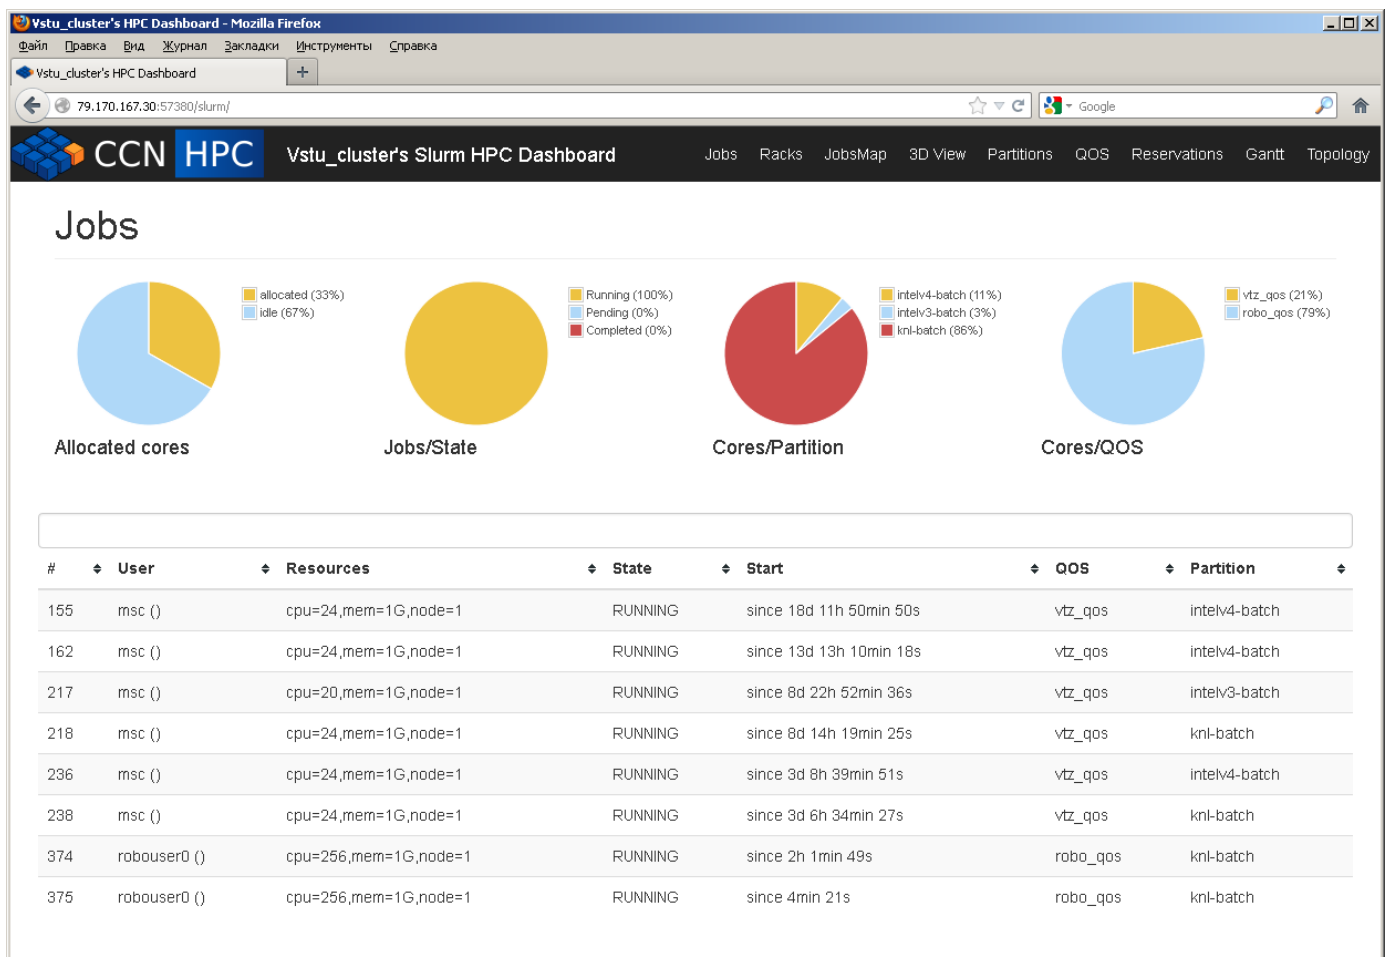 Vstu_cluster's HPC Dashboard - Mozilla Firefox
Файл Правка Вид Журнал Закладки Инструменты Справка
Vstu_cluster's HPC Dashboard
79.170.167.30:57380/slurm/ Google
CCN HPC Vstu_cluster's Slurm HPC Dashboard Jobs Racks JobsMap 3D View Partitions QOS Reservations Gantt Topology
Jobs
allocated (33%)
idle (67%)
Allocated cores
Running (100%)
Pending (0%)
Completed (0%)
Jobs/State
intelv4-batch (11%)
intelv3-batch (3%)
knl-batch (86%)
Cores/Partition
vtz_qos (21%)
robo_qos (79%)
Cores/QOS
# User Resources State Start QOS Partition
155 msc () cpu=24,mem=1G,node=1 RUNNING since 18d 11h 50min 50s vtz_qos intelv4-batch
162 msc () cpu=24,mem=1G,node=1 RUNNING since 13d 13h 10min 18s vtz_qos intelv4-batch
217 msc () cpu=20,mem=1G,node=1 RUNNING since 8d 22h 52min 36s vtz_qos intelv3-batch
218 msc () cpu=24,mem=1G,node=1 RUNNING since 8d 14h 19min 25s vtz_qos knl-batch
236 msc () cpu=24,mem=1G,node=1 RUNNING since 3d 8h 39min 51s vtz_qos intelv4-batch
238 msc () cpu=24,mem=1G,node=1 RUNNING since 3d 6h 34min 27s vtz_qos knl-batch
374 robouser0 () cpu=256,mem=1G,node=1 RUNNING since 2h 1min 49s robo_qos knl-batch
375 robouser0 () cpu=256,mem=1G,node=1 RUNNING since 4min 21s robo_qos knl-batch